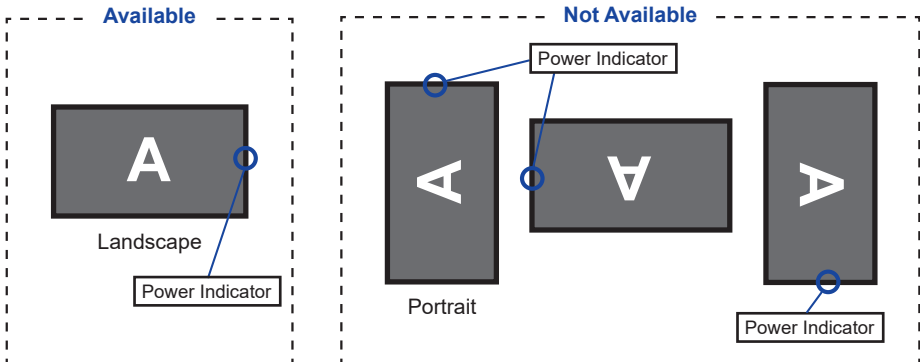 Available
Not Available
Power Indicator
A
A
A
A
Landscape
Power Indicator
Portrait
Power Indicator